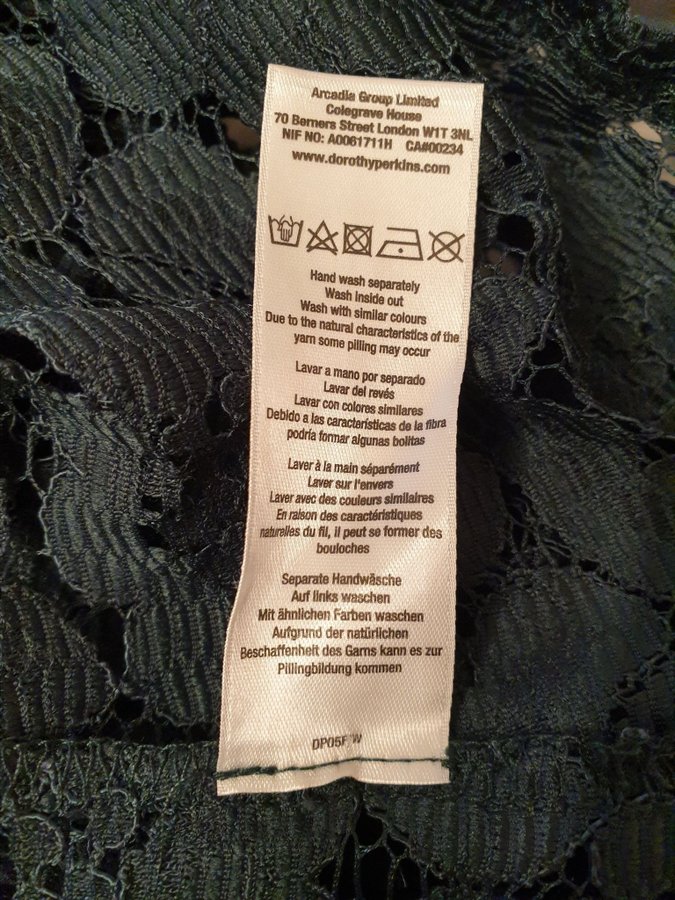 Arcadia Group Limited
Colegrave House
70 Berners Street London W1T 3NL
NIF NO: A0061711H CA#00234
www.dorothyperkins.com
Hand wash separately
Wash inside out
Wash with similar colours
Due to the natural characteristics of the
yarn some pilling may occur
Lavar a mano por separado
Lavar del revés
Lavar con colores similares
Debido a las características de la fibra
podría formar algunas bolitas
Laver à la main séparément
Laver sur l'envers
Laver avec des couleurs similaires
En raison des caractéristiques
naturelles du fil, il peut se former des
bouloches
Separate Handwäsche
Auf links waschen
Mit ähnlichen Farben waschen
Aufgrund der natürlichen
Beschaffenheit des Garns kann es zur
Pillingbildung kommen